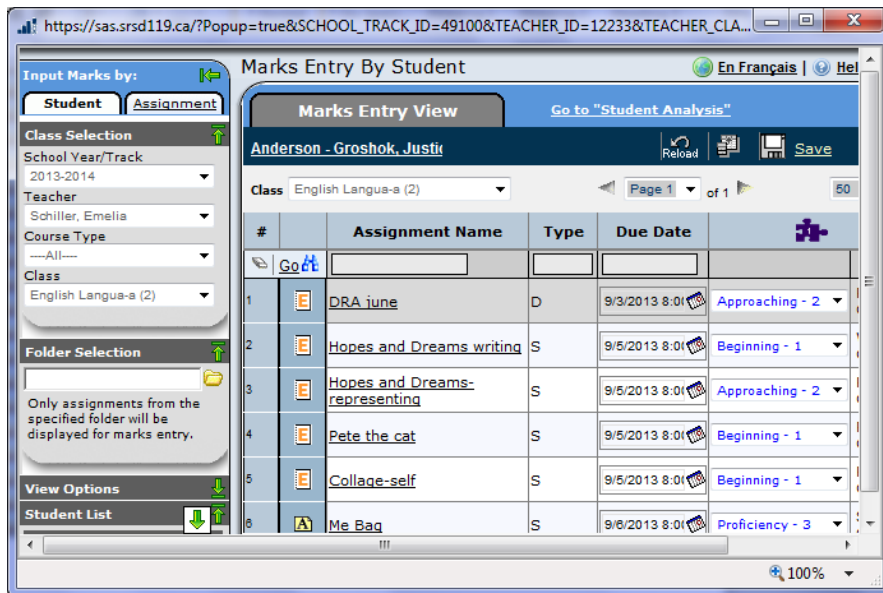 https://sas.srsd119.ca/?Popup=true&SCHOOL_TRACK_ID=49100&TEACHER_ID=12233&TEACHER_CLA...
Input Marks by:
Student Assignment
Class Selection
School Year/Track
2013-2014
Teacher
Schiller, Emelia
Course Type
----All----
Class
English Langua-a (2)
Folder Selection
Only assignments from the
specified folder will be
displayed for marks entry.
View Options
Student List
Marks Entry By Student
En Français | Hel
Marks Entry View
Go to "Student Analysis"
Anderson - Groshok, Justic
Reload
Save
Class English Langua-a (2)
Page 1 of 1
50
# Assignment Name Type Due Date
Go
1 E DRA june D 9/3/2013 8:0 Approaching - 2
2 E Hopes and Dreams writing S 9/5/2013 8:0 Beginning - 1
3 E Hopes and Dreams-
representing S 9/5/2013 8:0 Approaching - 2
4 E Pete the cat S 9/5/2013 8:0 Beginning - 1
5 E Collage-self S 9/5/2013 8:0 Beginning - 1
6 A Me Bag S 9/6/2013 8:0 Proficiency - 3
100%